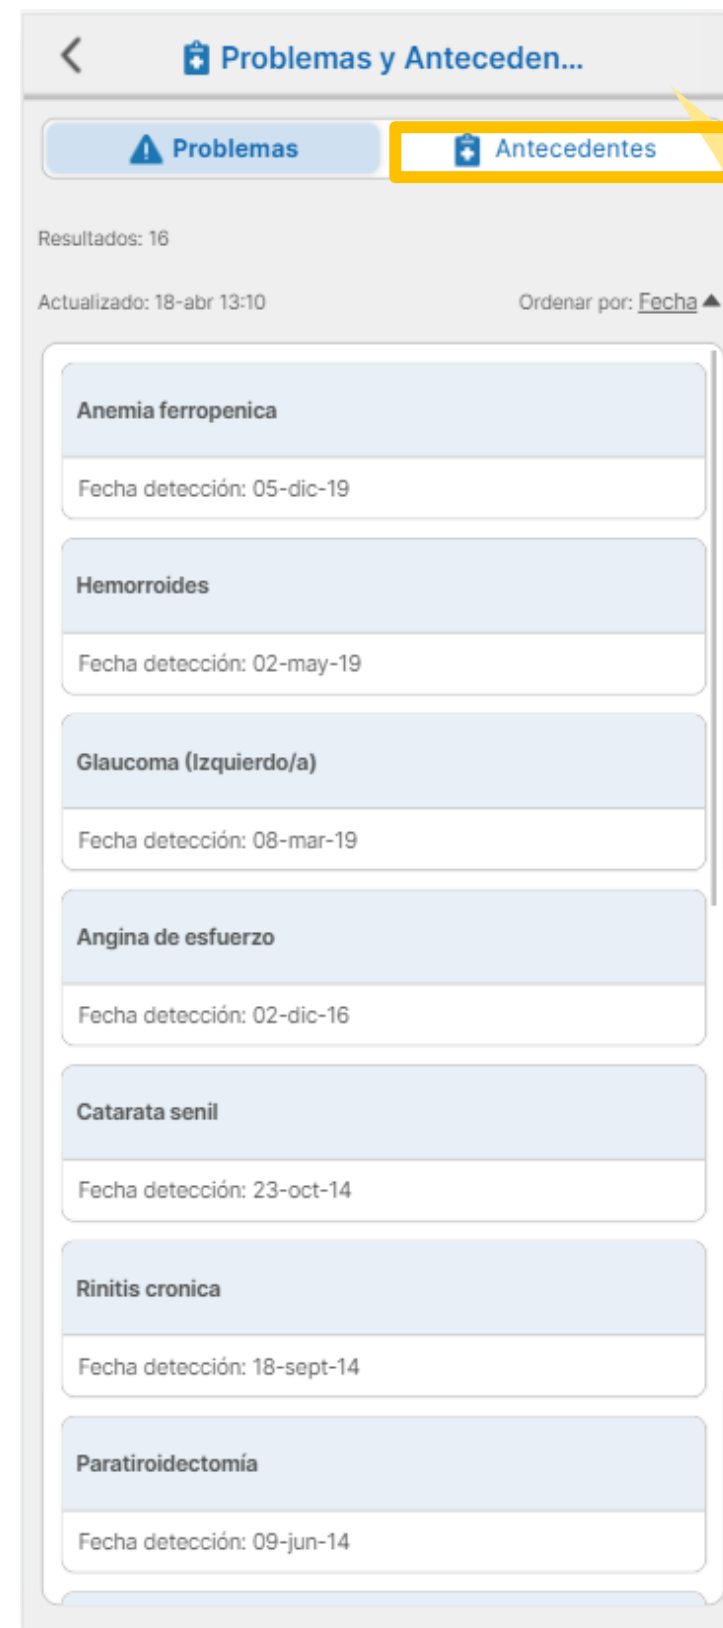 Problemas y Anteceden...
Problemas
Antecedentes
Resultados: 16
Actualizado: 18-abr 13:10
Ordenar por: Fecha
Anemia ferropenica
Fecha detección: 05-dic-19
Hemorroides
Fecha detección: 02-may-19
Glaucoma (Izquierdo/a)
Fecha detección: 08-mar-19
Angina de esfuerzo
Fecha detección: 02-dic-16
Catarata senil
Fecha detección: 23-oct-14
Rinitis cronica
Fecha detección: 18-sept-14
Paratiroidectomía
Fecha detección: 09-jun-14